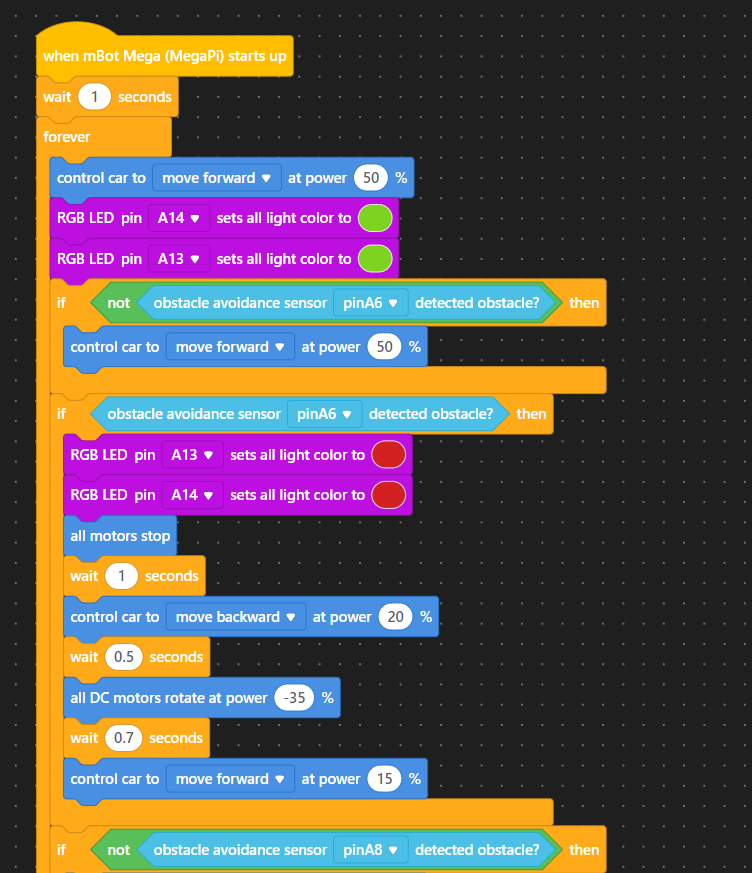 when mBot Mega (MegaPi) starts up
wait 1 seconds
forever
control car to move forward at power 50 %
RGB LED pin A14 sets all light color to
RGB LED pin A13 sets all light color to
if not obstacle avoidance sensor pinA6 detected obstacle? then
control car to move forward at power 50 %
if obstacle avoidance sensor pinA6 detected obstacle? then
RGB LED pin A13 sets all light color to
RGB LED pin A14 sets all light color to
all motors stop
wait 1 seconds
control car to move backward at power 20 %
wait 0.5 seconds
all DC motors rotate at power -35 %
wait 0.7 seconds
control car to move forward at power 15 %
if not obstacle avoidance sensor pinA8 detected obstacle? then